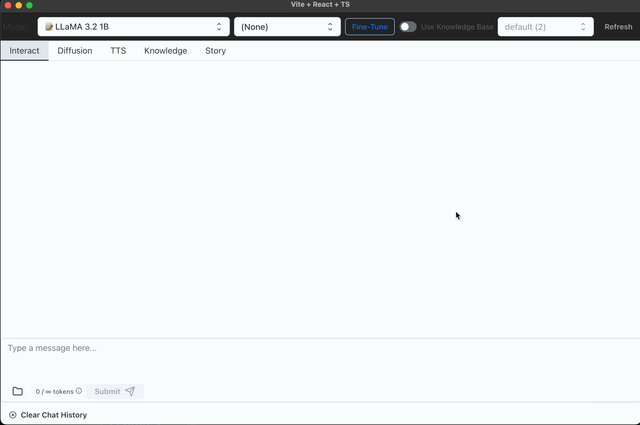 Vite + React + TS
Model LLaMA 3.2 1B (None) Fine-Tune Use Knowledge Base default (2) Refresh
Interact Diffusion TTS Knowledge Story
Type a message here...
0 / ∞ tokens Submit
Clear Chat History